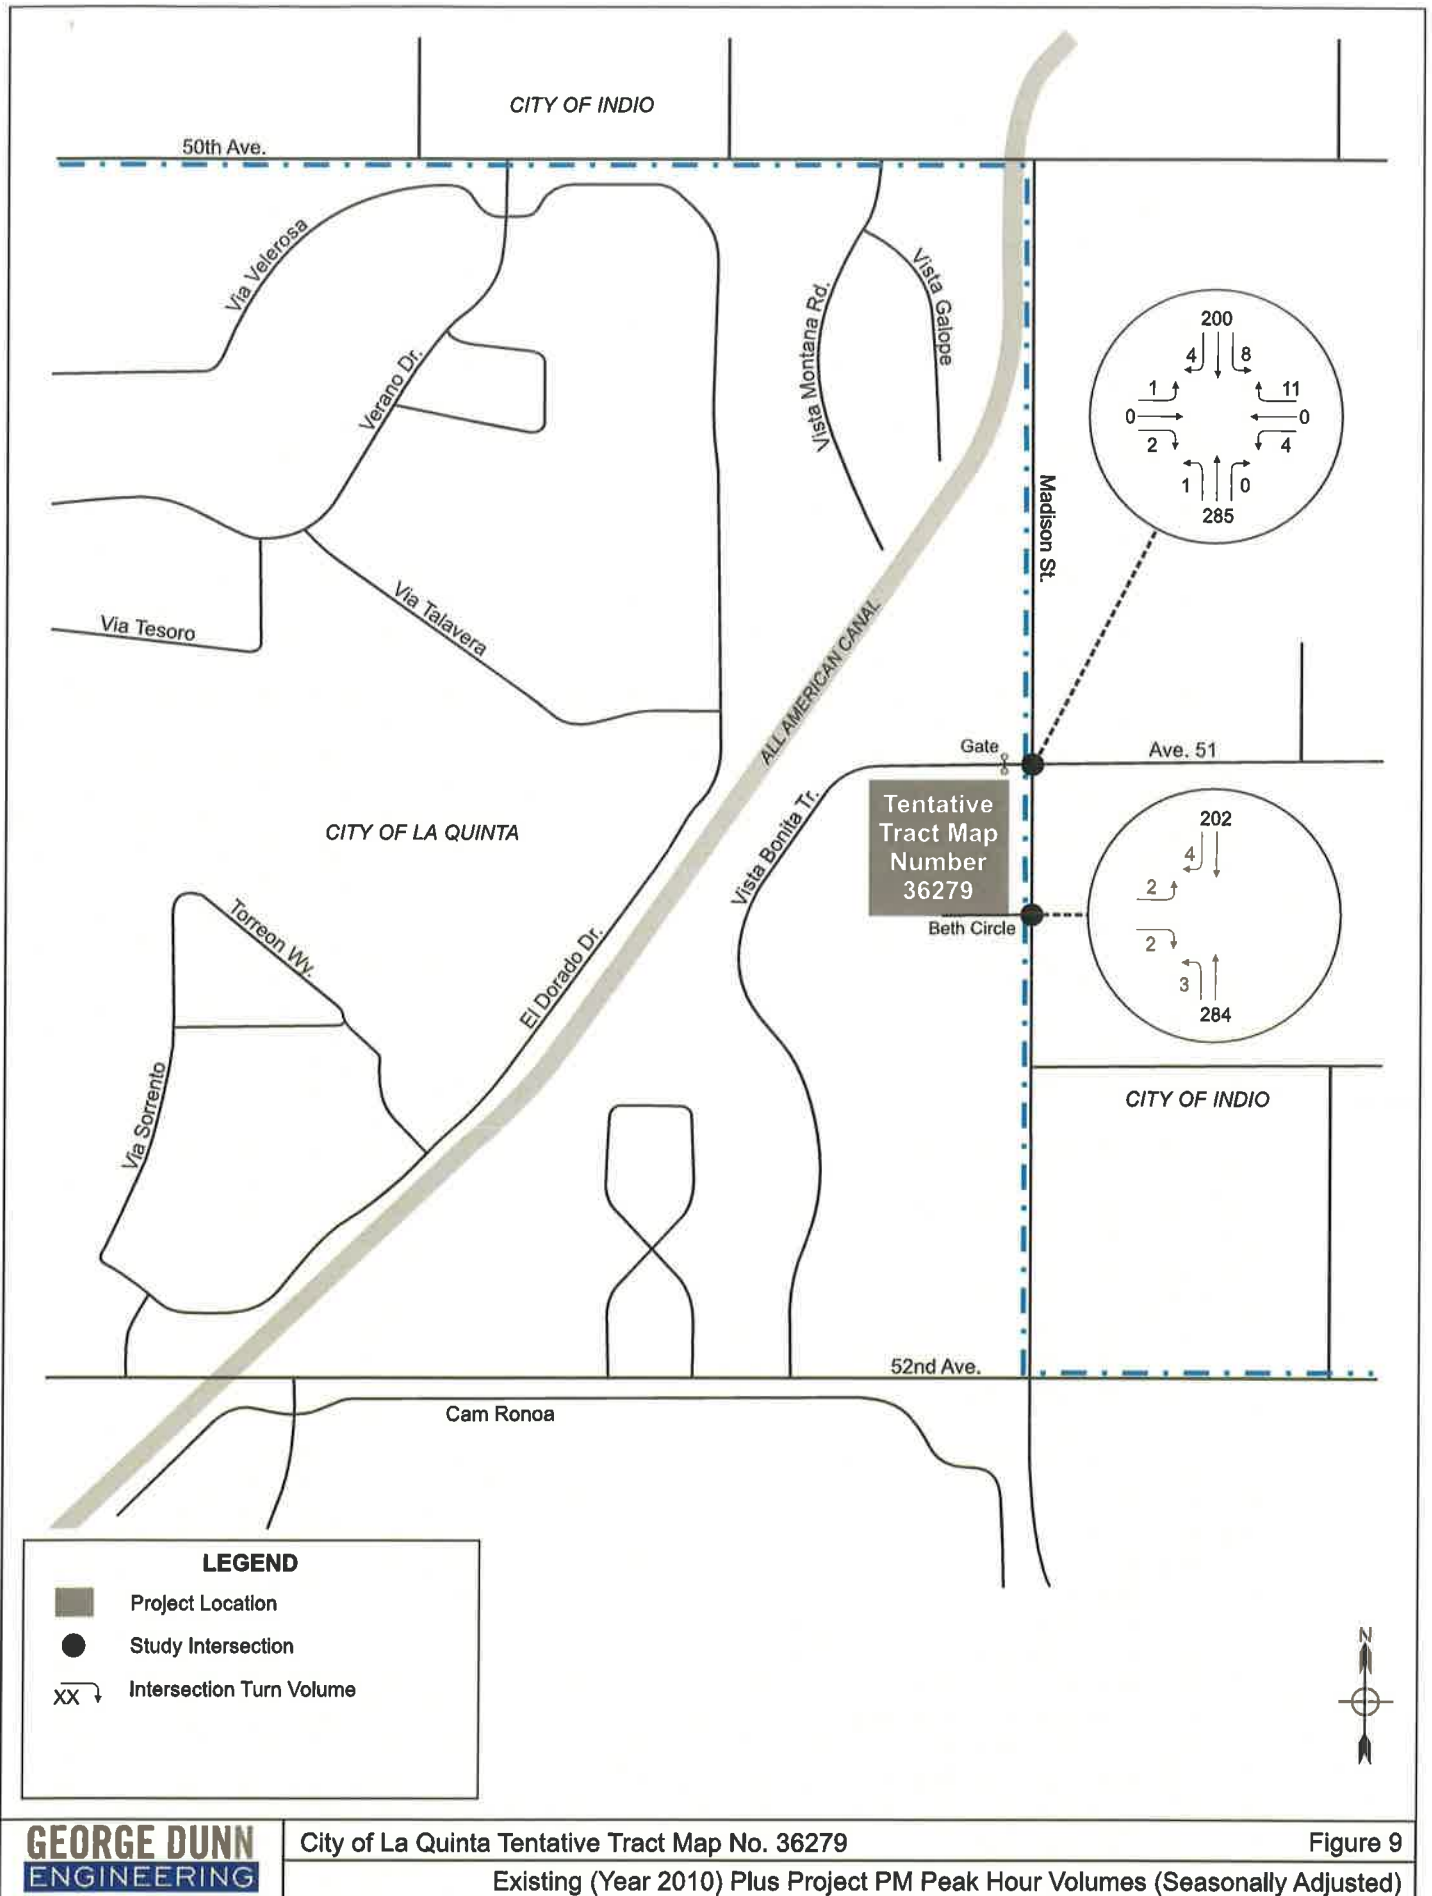 CITY OF INDIO
50th Ave.
Via Velerosa
Verano Dr.
Vista Montana Rd.
Vista Galope
200
4
8
1
11
0
0
2
4
1
0
285
Madison St.
Via Tesoro
Via Talavera
ALL AMERICAN CANAL
Gate
Ave. 51
CITY OF LA QUINTA
Vista Bonita Tr.
Tentative
Tract Map
Number
36279
Beth Circle
202
4
2
2
3
284
Torreon Wy.
El Dorado Dr.
Via Sorrento
CITY OF INDIO
52nd Ave.
Cam Ronoa
LEGEND
Project Location
Study Intersection
XX Intersection Turn Volume
N
GEORGE DUNN
ENGINEERING
City of La Quinta Tentative Tract Map No. 36279
Figure 9
Existing (Year 2010) Plus Project PM Peak Hour Volumes (Seasonally Adjusted)